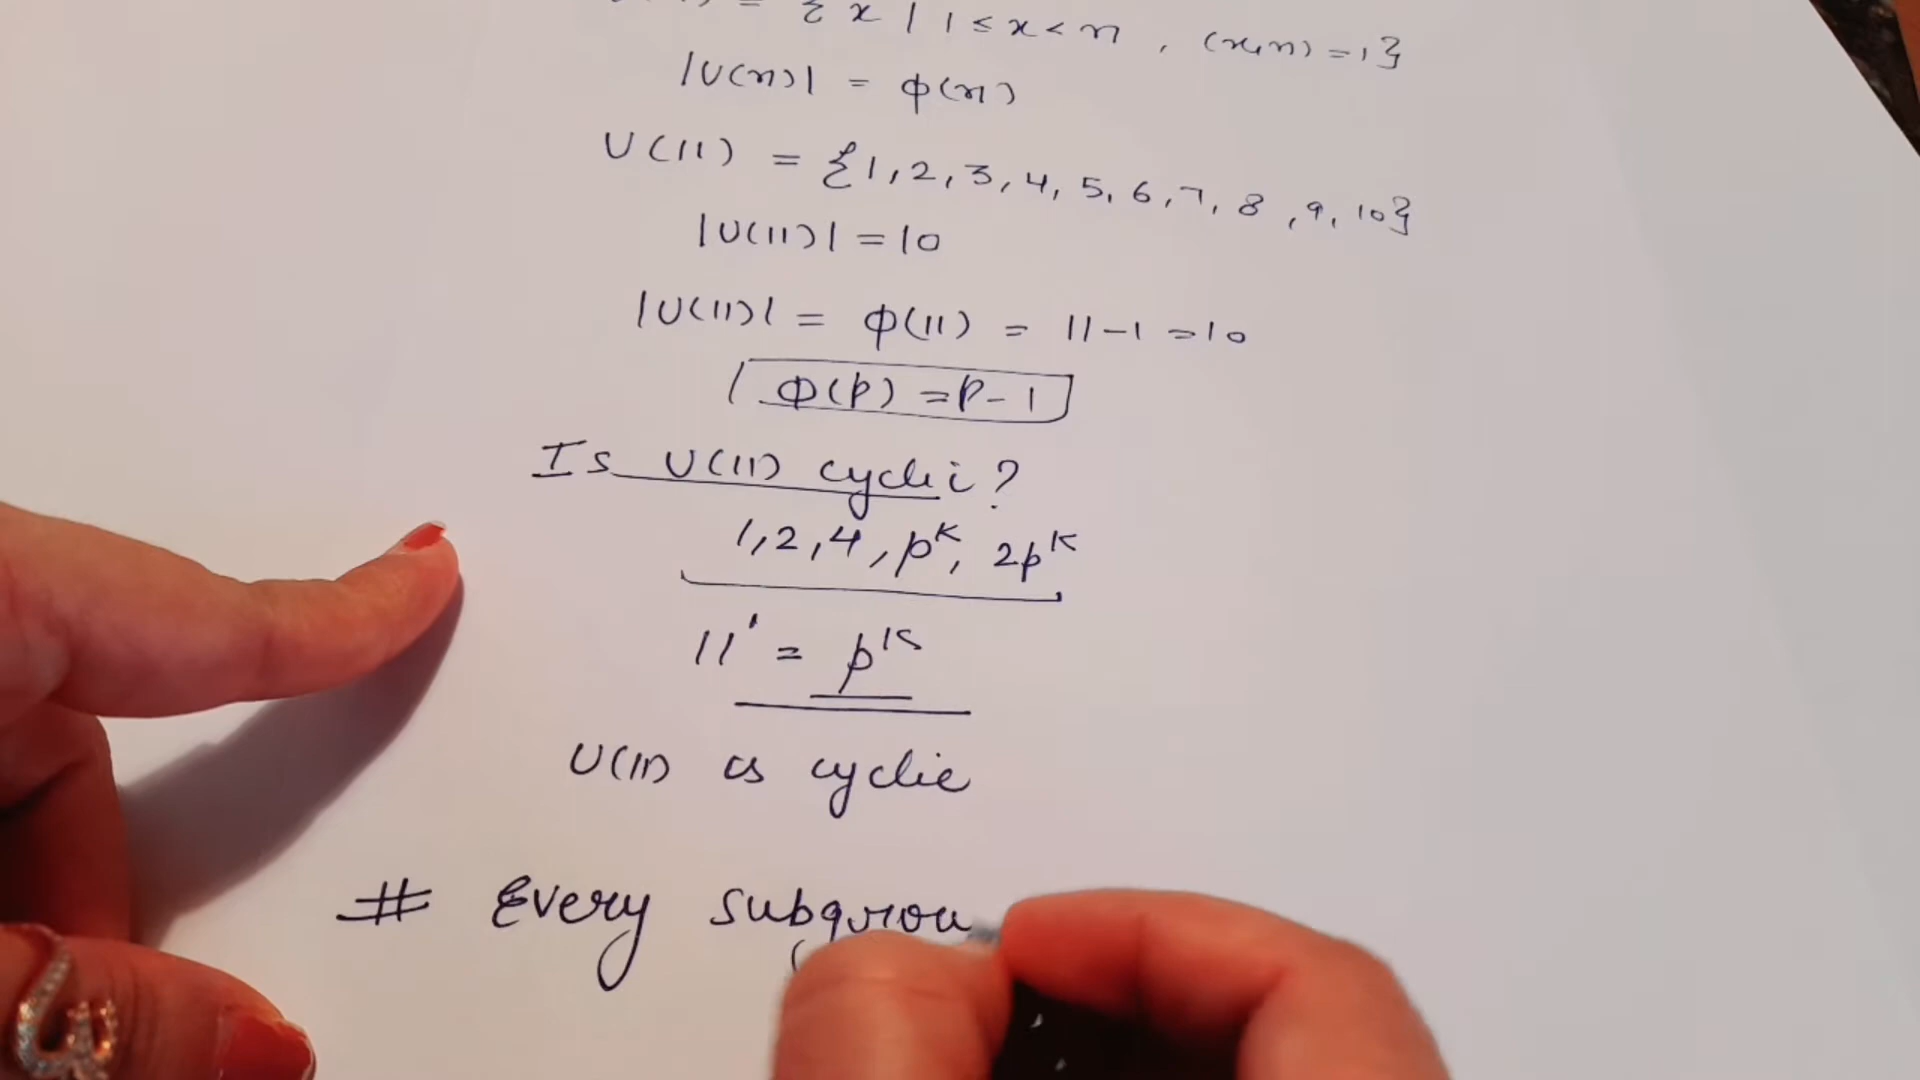 = { x | 1 ≤ x < n , (x,n) = 1 }
|U(n)| = φ(n)
U(11) = {1, 2, 3, 4, 5, 6, 7, 8, 9, 10}
|U(11)| = 10
|U(11)| = φ(11) = 11-1 = 10
φ(p) = p-1
Is U(11) cyclic?
1, 2, 4, p^k, 2p^k
11^1 = p^k
U(11) is cyclic
# Every subgrou